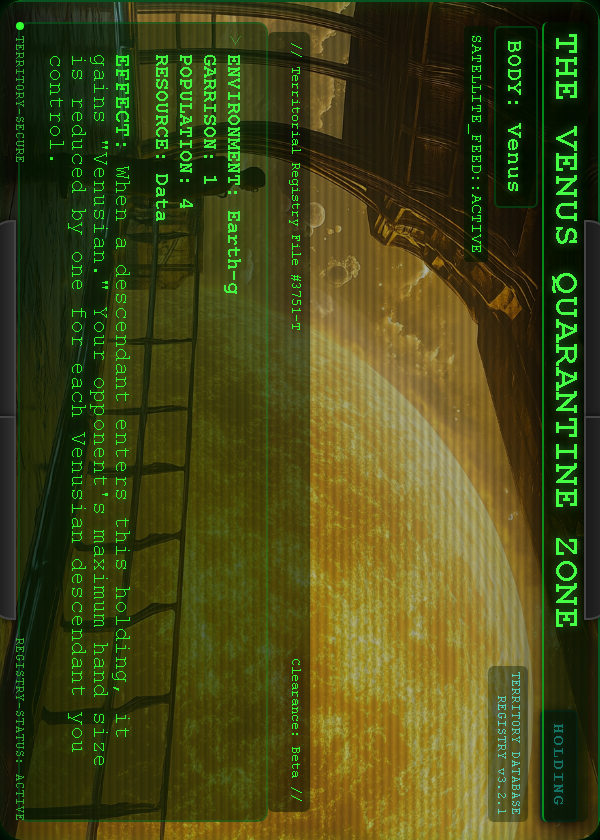 THE VENUS QUARANTINE ZONE
HOLDING
BODY: Venus
TERRITORY DATABASE
REGISTRY v3.2.1
SATELLITE_FEED::ACTIVE
// Territorial Registry File #3751-T
Clearance: Beta //
> ENVIRONMENT: Earth-g
GARRISON: 1
POPULATION: 4
RESOURCE: Data
EFFECT: When a descendant enters this holding, it
gains "Venusian." Your opponent's maximum hand size
is reduced by one for each Venusian descendant you
control.
TERRITORY-SECURE
REGISTRY-STATUS: ACTIVE